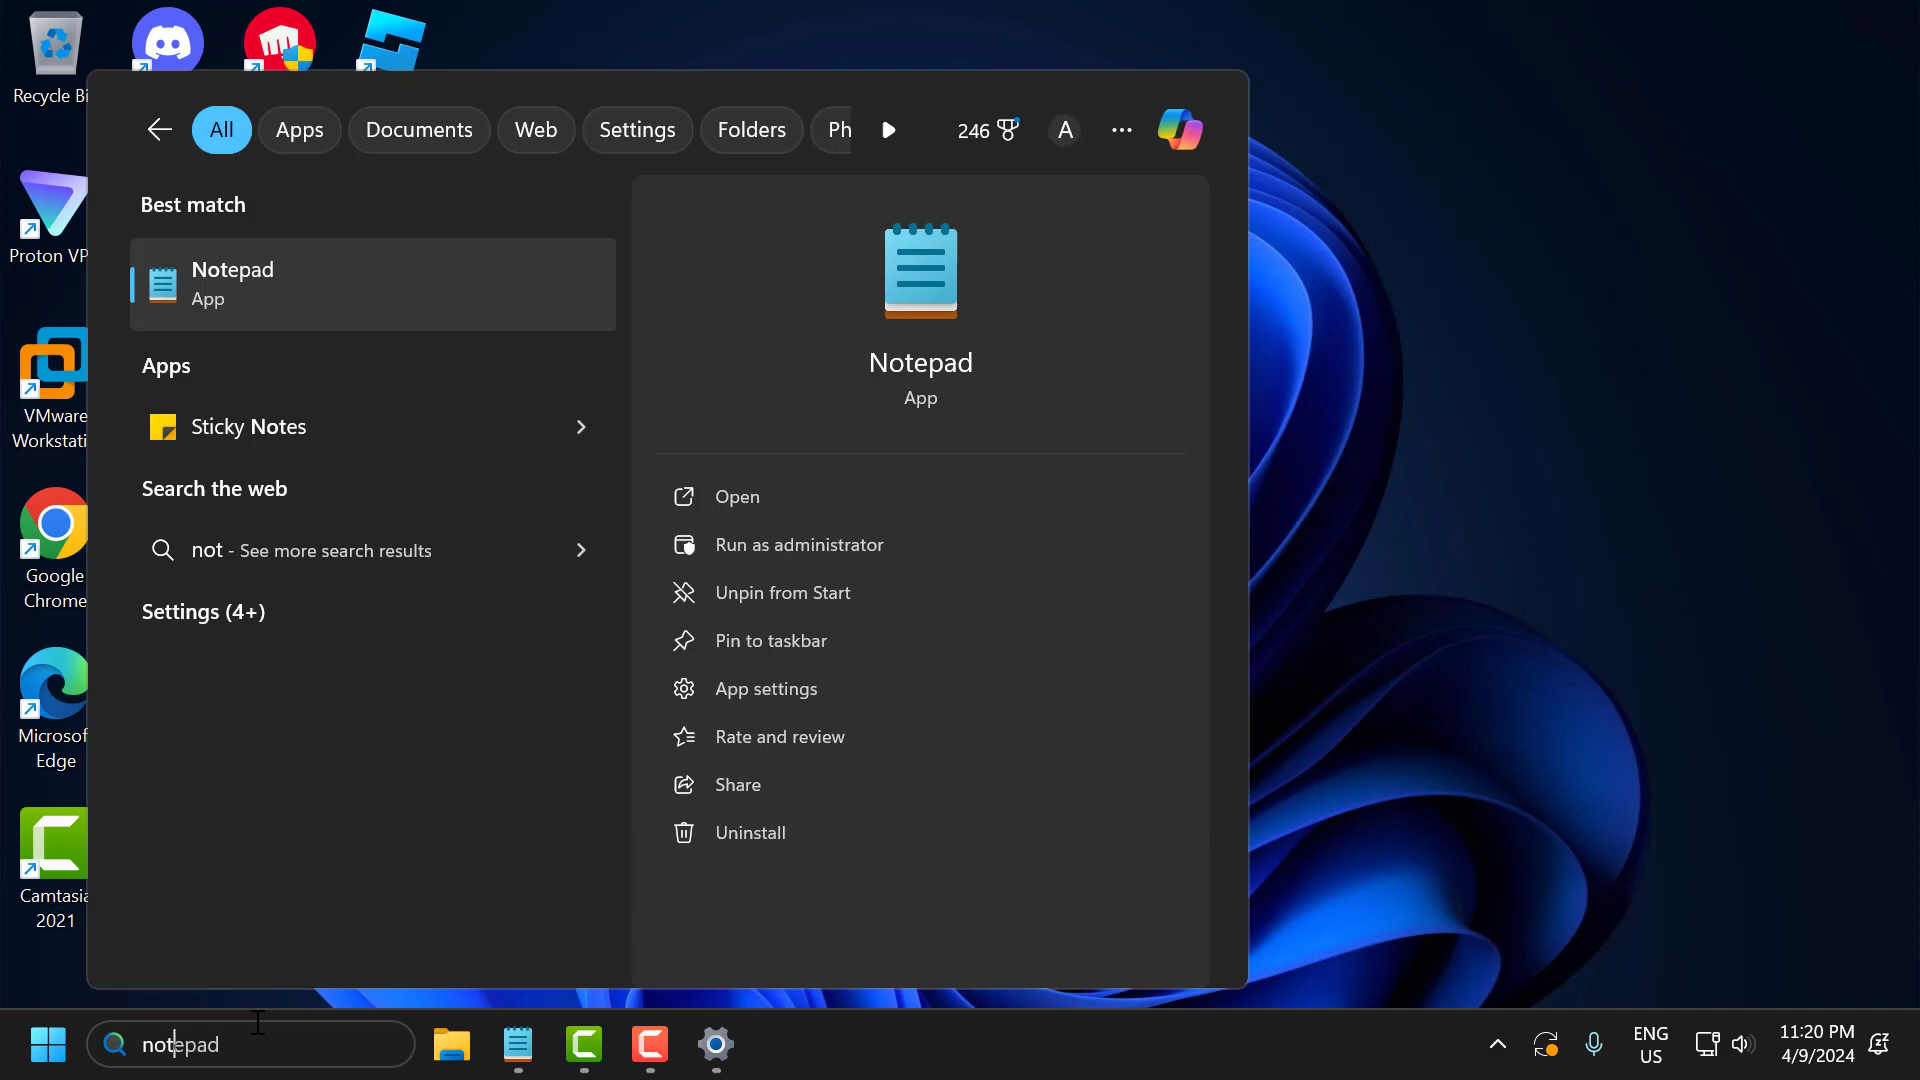 Recycle Bi
All
Apps
Documents
Web
Settings
Folders
Ph
246
A
Best match
Notepad
App
Apps
Sticky Notes
Search the web
not - See more search results
Settings (4+)
Notepad
App
Open
Run as administrator
Unpin from Start
Pin to taskbar
App settings
Rate and review
Share
Uninstall
Proton VP
VMware
Workstati
Google
Chrome
Microsof
Edge
Camtasia
2021
notepad
ENG
US
11:20 PM
4/9/2024